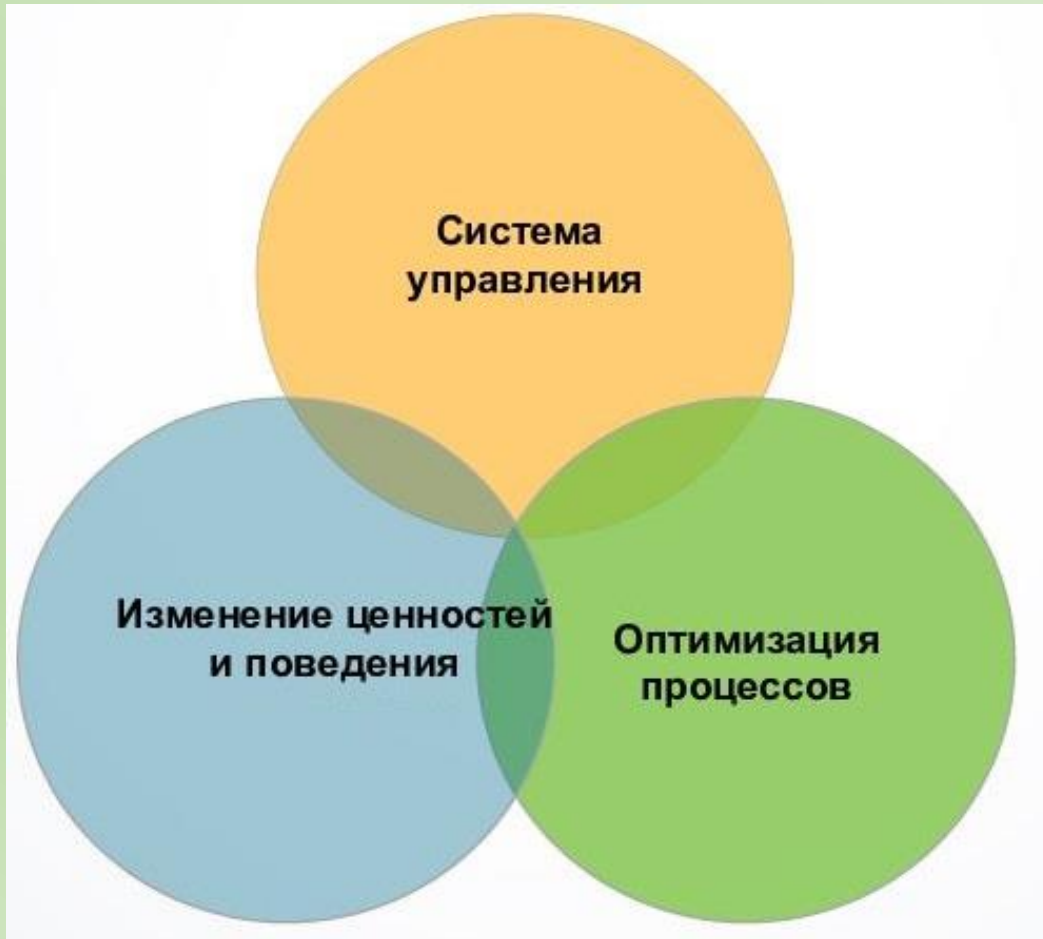 Система
управления
Изменение ценностей
и поведения
Оптимизация
процессов